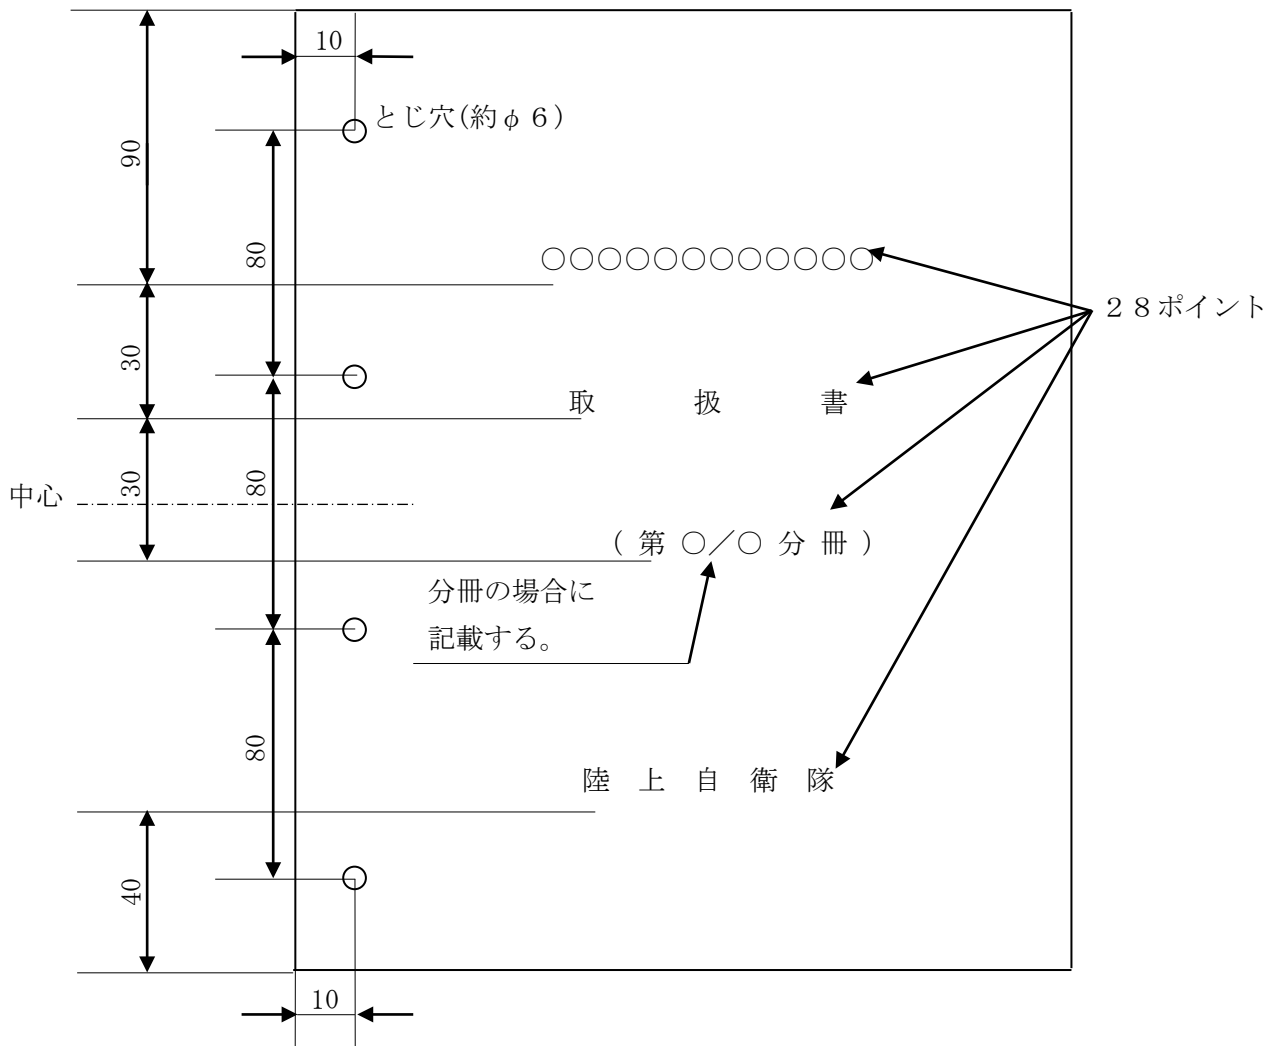 10
とじ穴(約φ６)
90
80
○○○○○○○○○○○○
２８ポイント
30
取　扱　書
30
80
中心
（ 第 ○／○ 分 冊 ）
分冊の場合に
記載する。
80
陸 上 自 衛 隊
40
10